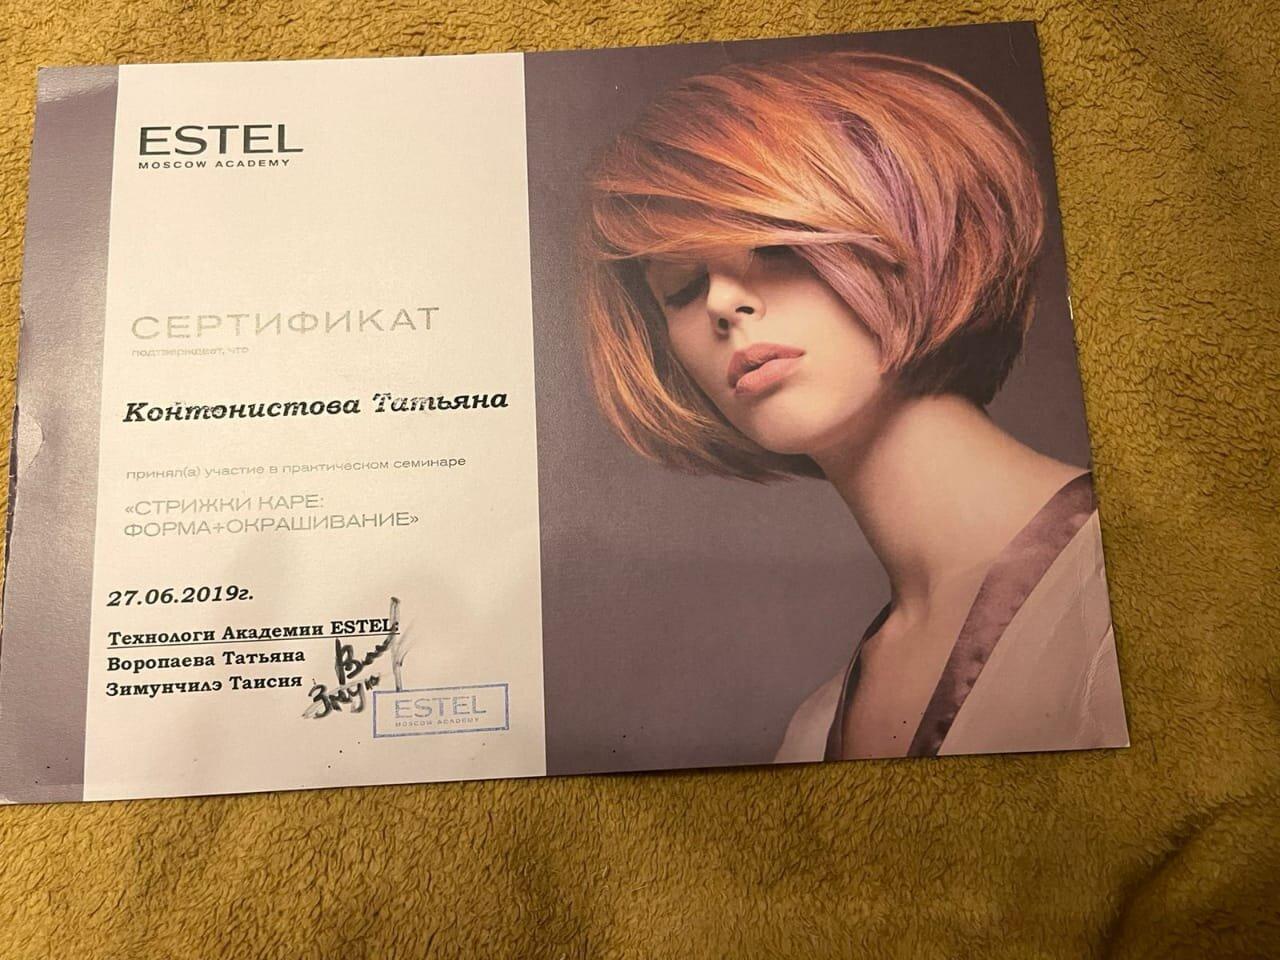 ESTEL
MOSCOW ACADEMY
СЕРТИФИКАТ
подтверждает, что
Контонистова Татьяна
принял(а) участие в практическом семинаре
«СТРИЖКИ КАРЕ:
ФОРМА+ОКРАШИВАНИЕ»
27.06.2019г.
Технологи Академии ESTEL:
Воропаева Татьяна
Зимунчилэ Таисия
ESTEL
MOSCOW ACADEMY